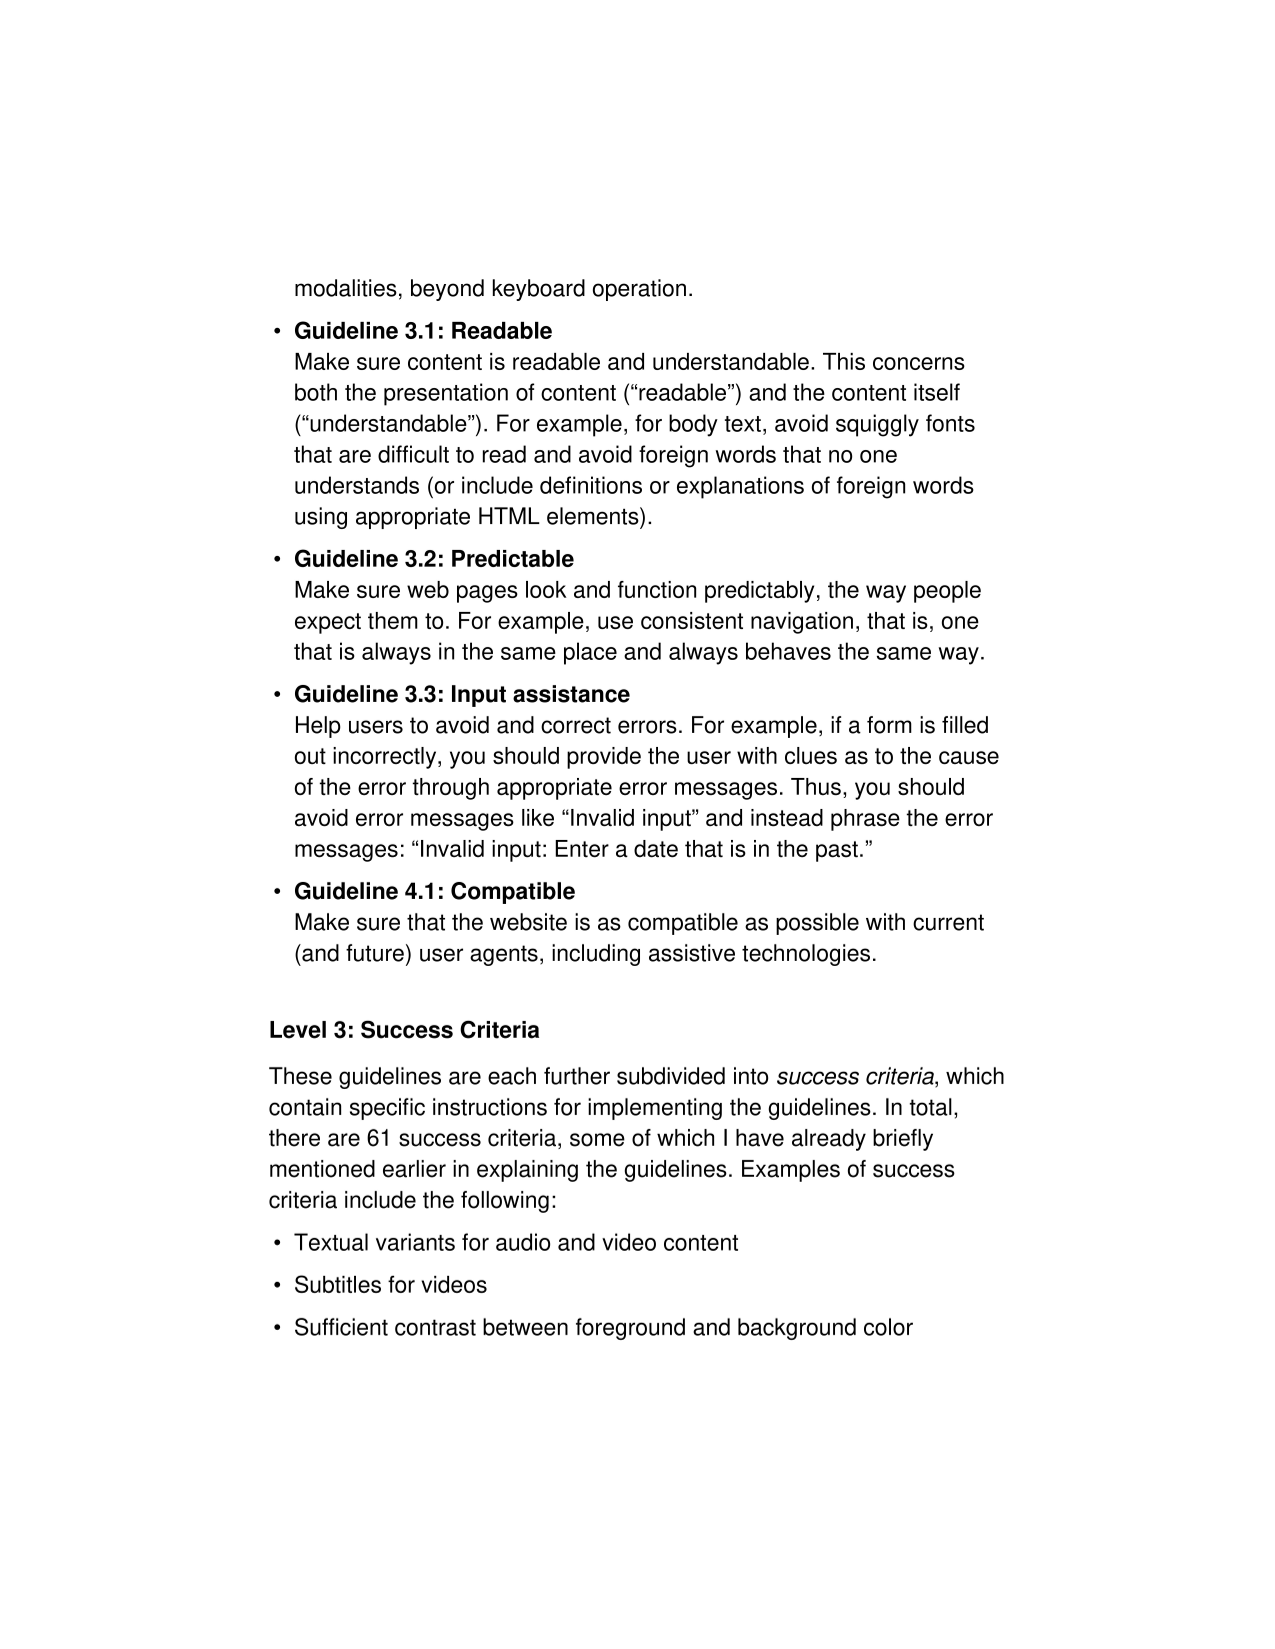 modalities, beyond keyboard operation.
• Guideline 3.1: Readable
Make sure content is readable and understandable. This concerns
both the presentation of content (“readable”) and the content itself
(“understandable”). For example, for body text, avoid squiggly fonts
that are difficult to read and avoid foreign words that no one
understands (or include definitions or explanations of foreign words
using appropriate HTML elements).
• Guideline 3.2: Predictable
Make sure web pages look and function predictably, the way people
expect them to. For example, use consistent navigation, that is, one
that is always in the same place and always behaves the same way.
• Guideline 3.3: Input assistance
Help users to avoid and correct errors. For example, if a form is filled
out incorrectly, you should provide the user with clues as to the cause
of the error through appropriate error messages. Thus, you should
avoid error messages like “Invalid input” and instead phrase the error
messages: “Invalid input: Enter a date that is in the past.”
• Guideline 4.1: Compatible
Make sure that the website is as compatible as possible with current
(and future) user agents, including assistive technologies.
Level 3: Success Criteria
These guidelines are each further subdivided into success criteria, which
contain specific instructions for implementing the guidelines. In total,
there are 61 success criteria, some of which I have already briefly
mentioned earlier in explaining the guidelines. Examples of success
criteria include the following:
• Textual variants for audio and video content
• Subtitles for videos
• Sufficient contrast between foreground and background color